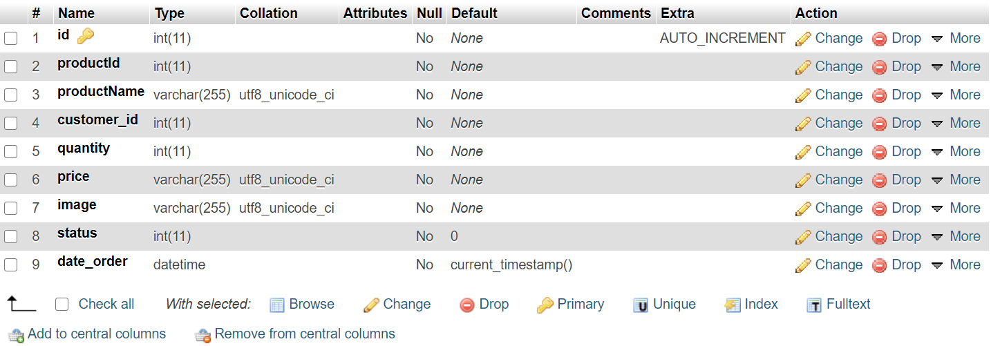 # Name Type Collation Attributes Null Default Comments Extra Action
1 id int(11) No None AUTO_INCREMENT Change Drop More
2 productId int(11) No None Change Drop More
3 productName varchar(255) utf8_unicode_ci No None Change Drop More
4 customer_id int(11) No None Change Drop More
5 quantity int(11) No None Change Drop More
6 price varchar(255) utf8_unicode_ci No None Change Drop More
7 image varchar(255) utf8_unicode_ci No None Change Drop More
8 status int(11) No 0 Change Drop More
9 date_order datetime No current_timestamp() Change Drop More
Check all With selected: Browse Change Drop Primary U Unique Index T Fulltext
Add to central columns Remove from central columns